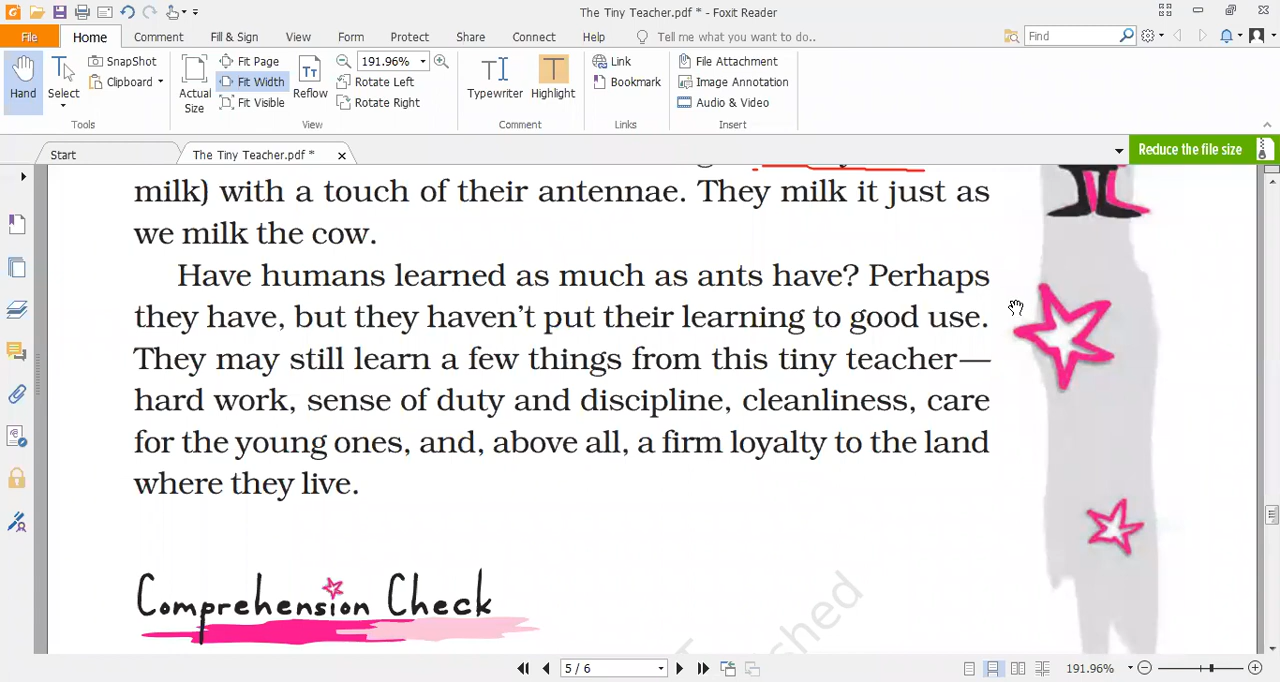 The Tiny Teacher.pdf * - Foxit Reader
File Home Comment Fill & Sign View Form Protect Share Connect Help Tell me what you want to do.. Find
Hand Select SnapShot Clipboard Actual Size Fit Page Fit Width Fit Visible Reflow 191.96% Rotate Left Rotate Right Typewriter Highlight Link Bookmark File Attachment Image Annotation Audio & Video
Tools View Comment Links Insert
Start The Tiny Teacher.pdf * Reduce the file size
milk) with a touch of their antennae. They milk it just as
we milk the cow.
Have humans learned as much as ants have? Perhaps
they have, but they haven't put their learning to good use.
They may still learn a few things from this tiny teacher—
hard work, sense of duty and discipline, cleanliness, care
for the young ones, and, above all, a firm loyalty to the land
where they live.
Comprehension Check
5 / 6 191.96%